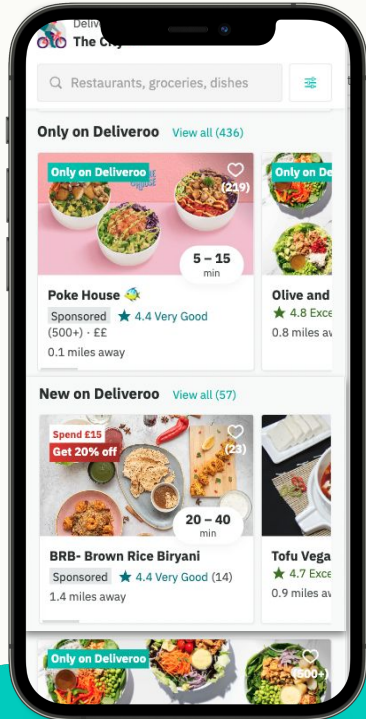 The City
Restaurants, groceries, dishes
Only on Deliveroo View all (436)
Only on Deliveroo
(219)
5 – 15
min
Poke House
Sponsored ★ 4.4 Very Good
(500+) · ££
0.1 miles away
Only on De
Olive and
★ 4.8 Exce
0.8 miles
New on Deliveroo View all (57)
Spend £15
Get 20% off
(23)
20 – 40
min
BRB- Brown Rice Biryani
Sponsored ★ 4.4 Very Good (14)
1.4 miles away
Tofu Vega
★ 4.7 Exce
0.9 miles
Only on Deliveroo
(500+)